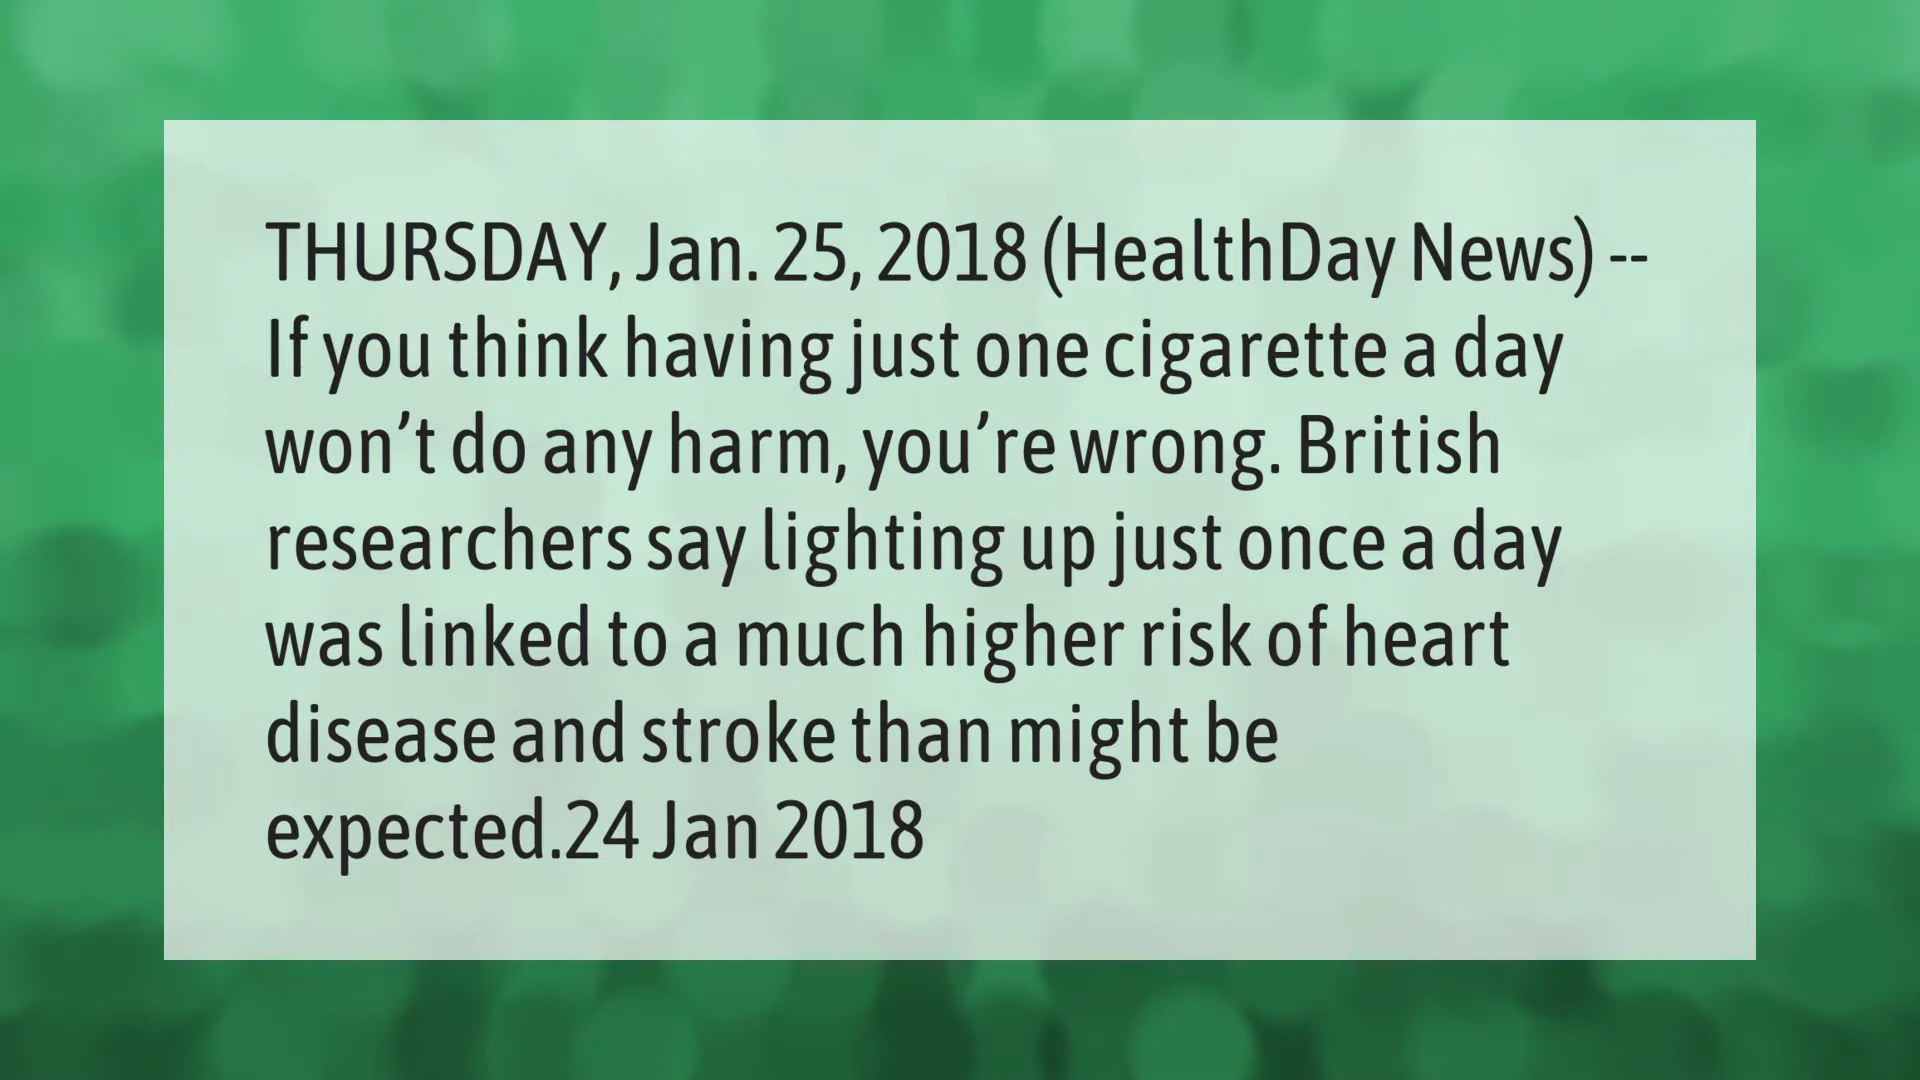 THURSDAY, Jan. 25, 2018 (HealthDay News) --
If you think having just one cigarette a day
won’t do any harm, you’re wrong. British
researchers say lighting up just once a day
was linked to a much higher risk of heart
disease and stroke than might be
expected.24 Jan 2018